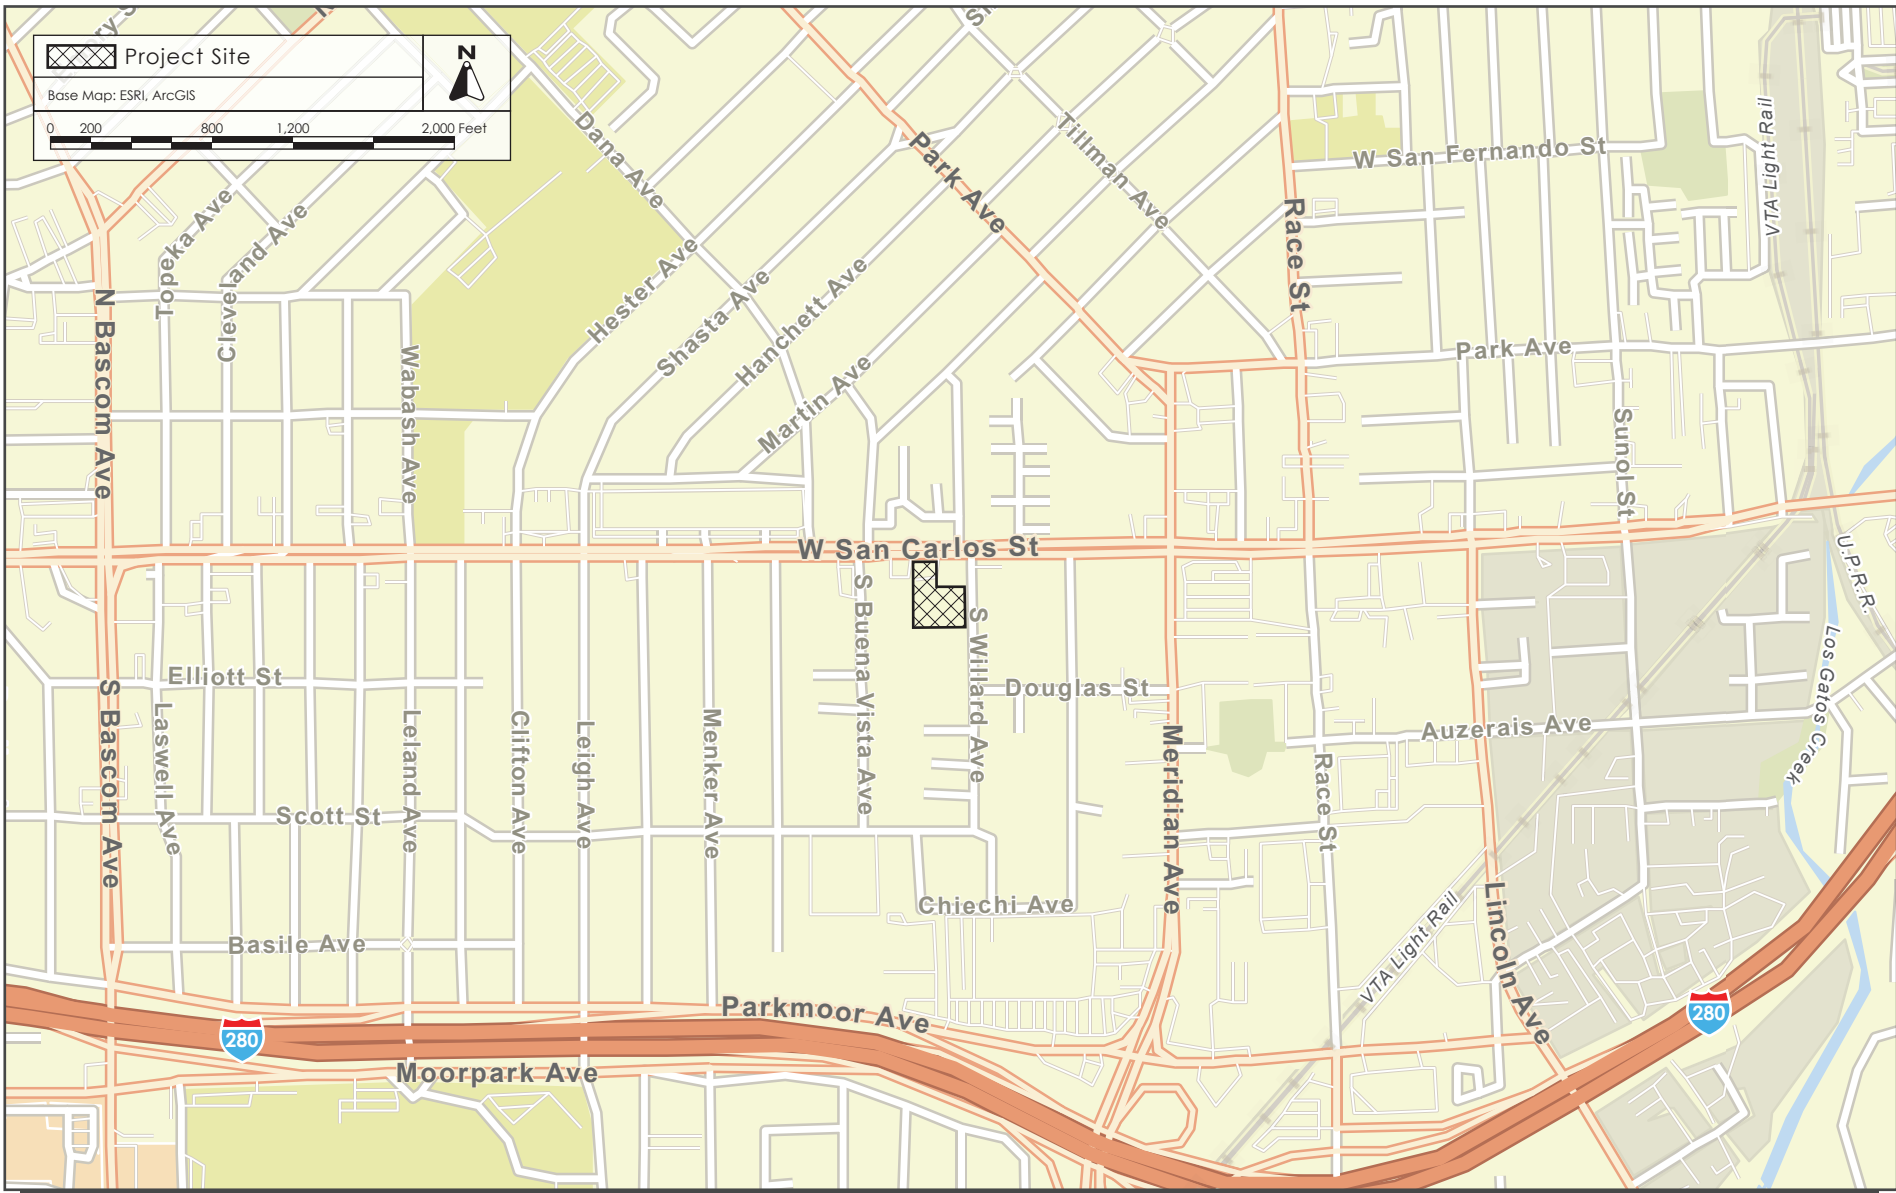 Project Site
N
Base Map: ESRI, ArcGIS
0 200 800 1,200 2,000 Feet
Dana Ave
Park Ave
Tillman Ave
W San Fernando St
VTA Light Rail
Race St
Topeka Ave
Cleveland Ave
N Bascom Ave
Wabash Ave
Hester Ave
Shasta Ave
Hanchett Ave
Martin Ave
Park Ave
Sunol St
W San Carlos St
U.P.R.R.
S Buena Vista Ave
S Willard Ave
Los Gatos Creek
Elliott St
Douglas St
S Bascom Ave
Laswell Ave
Leland Ave
Clifton Ave
Leigh Ave
Menker Ave
Meridian Ave
Race St
Auzerais Ave
Scott St
Chiechi Ave
Basile Ave
VTA Light Rail
Lincoln Ave
Parkmoor Ave
280
280
Moorpark Ave